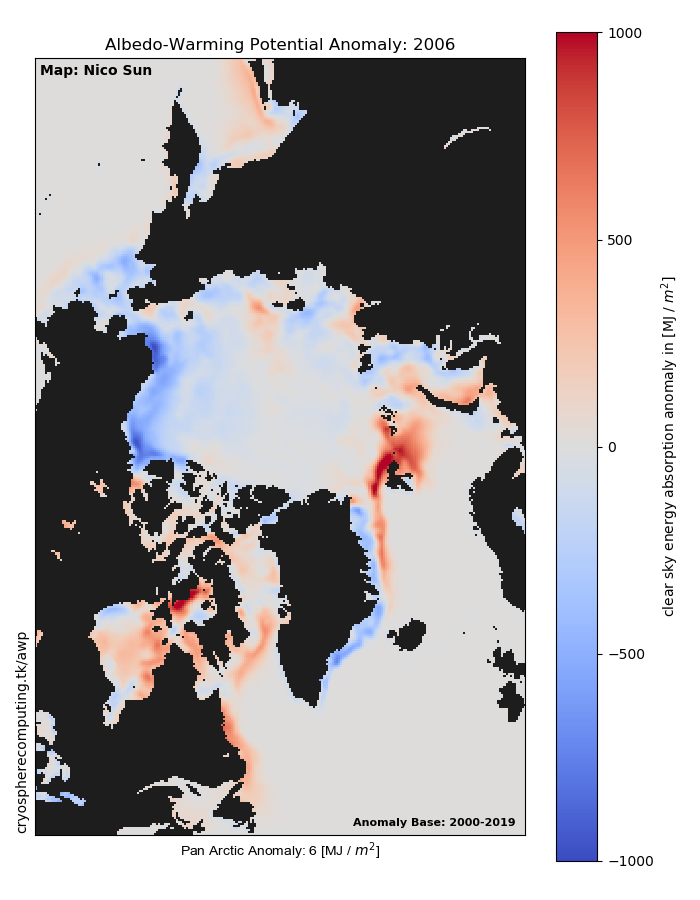 Albedo-Warming Potential Anomaly: 2006
Map: Nico Sun
1000
500
0
−500
−1000
clear sky energy absorption anomaly in [MJ / m²]
cryospherecomputing.tk/awp
Anomaly Base: 2000-2019
Pan Arctic Anomaly: 6 [MJ / m²]